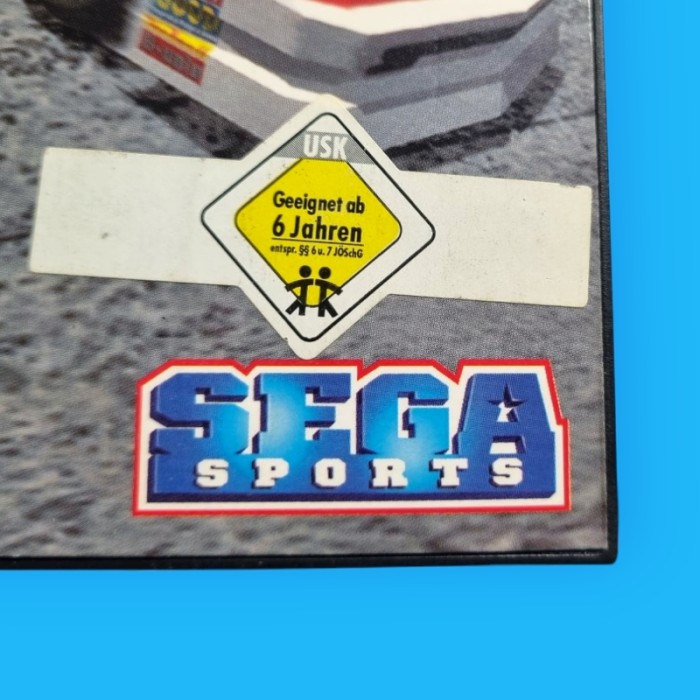 USK
Geeignet ab
6 Jahren
entspr. §§ 6 u. 7 JÖSchG
SEGA
SPORTS